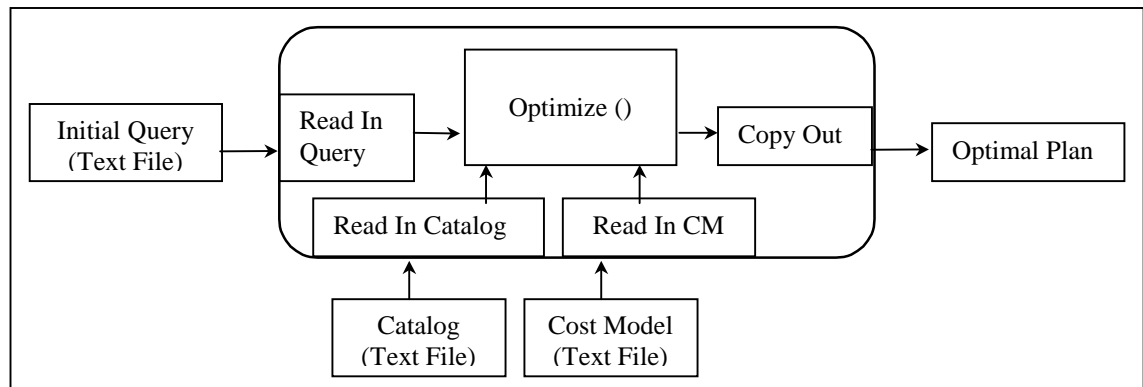 Initial Query
(Text File)
Read In
Query
Optimize ()
Copy Out
Optimal Plan
Read In Catalog
Read In CM
Catalog
(Text File)
Cost Model
(Text File)